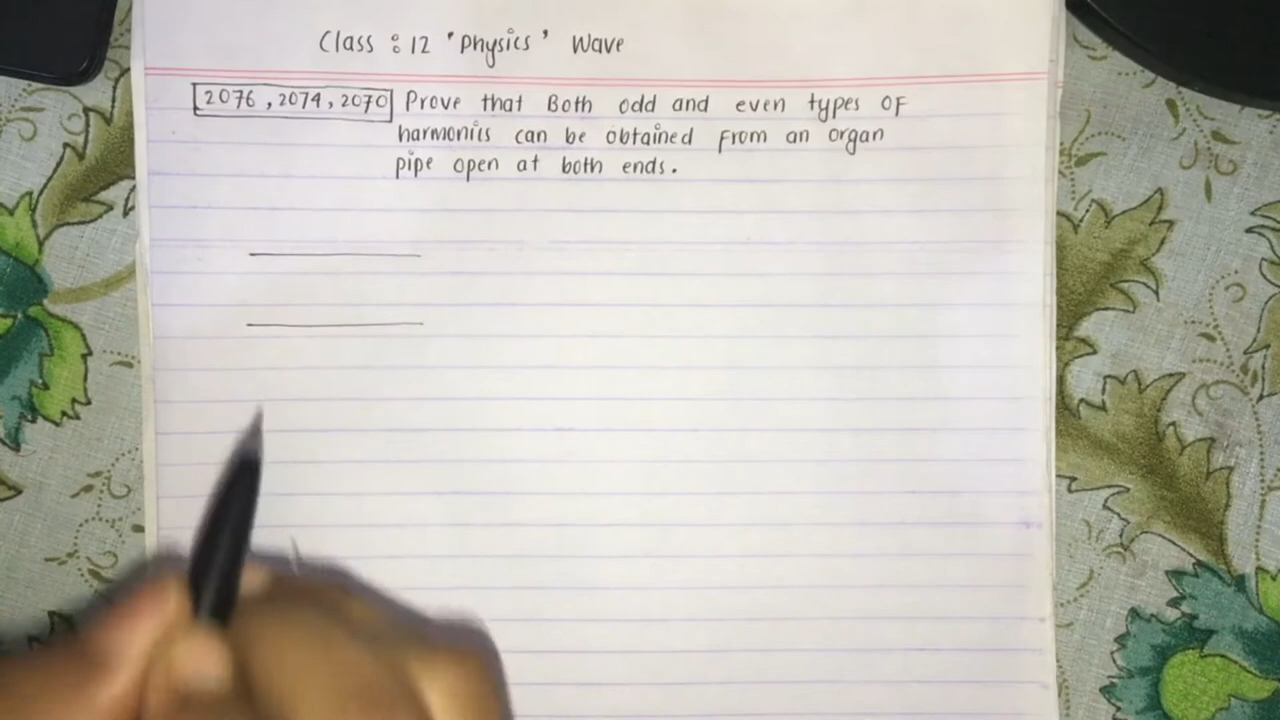 Class : 12 'Physics' Wave
2076, 2074, 2070 Prove that Both odd and even types of
harmonics can be obtained from an organ
pipe open at both ends.